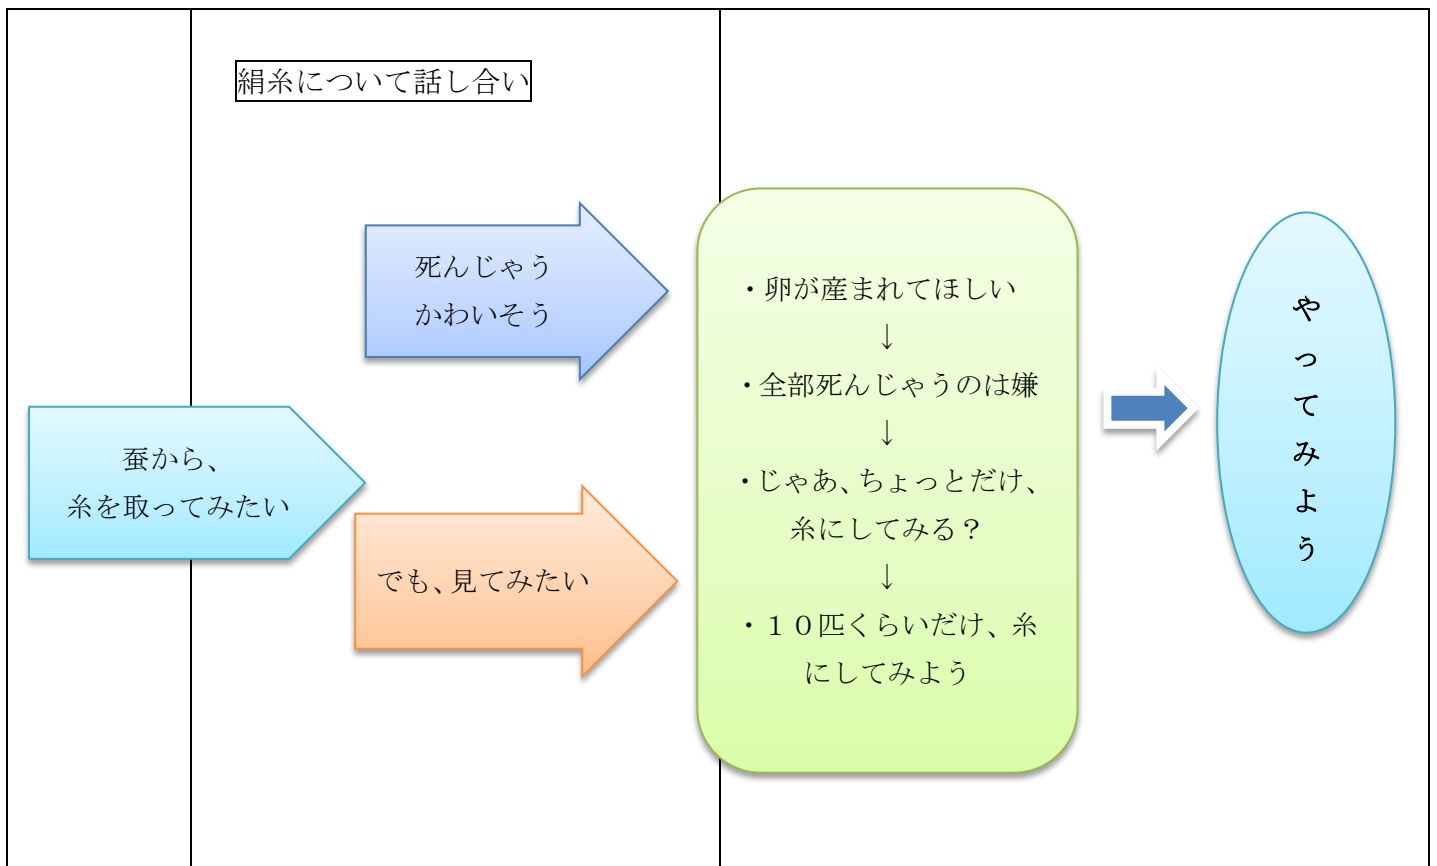 絹糸について話し合い
蚕から、
糸を取ってみたい
死んじゃう
かわいそう
でも、見てみたい
・卵が産まれてほしい
↓
・全部死んじゃうのは嫌
↓
・じゃあ、ちょっとだけ、
糸にしてみる？
↓
・１０匹くらいだけ、糸
にしてみよう
やってみよう